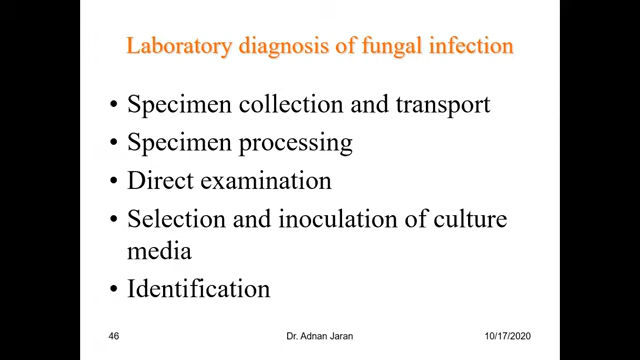 Laboratory diagnosis of fungal infection
• Specimen collection and transport
• Specimen processing
• Direct examination
• Selection and inoculation of culture
media
• Identification
46 Dr. Adnan Jaran 10/17/2020